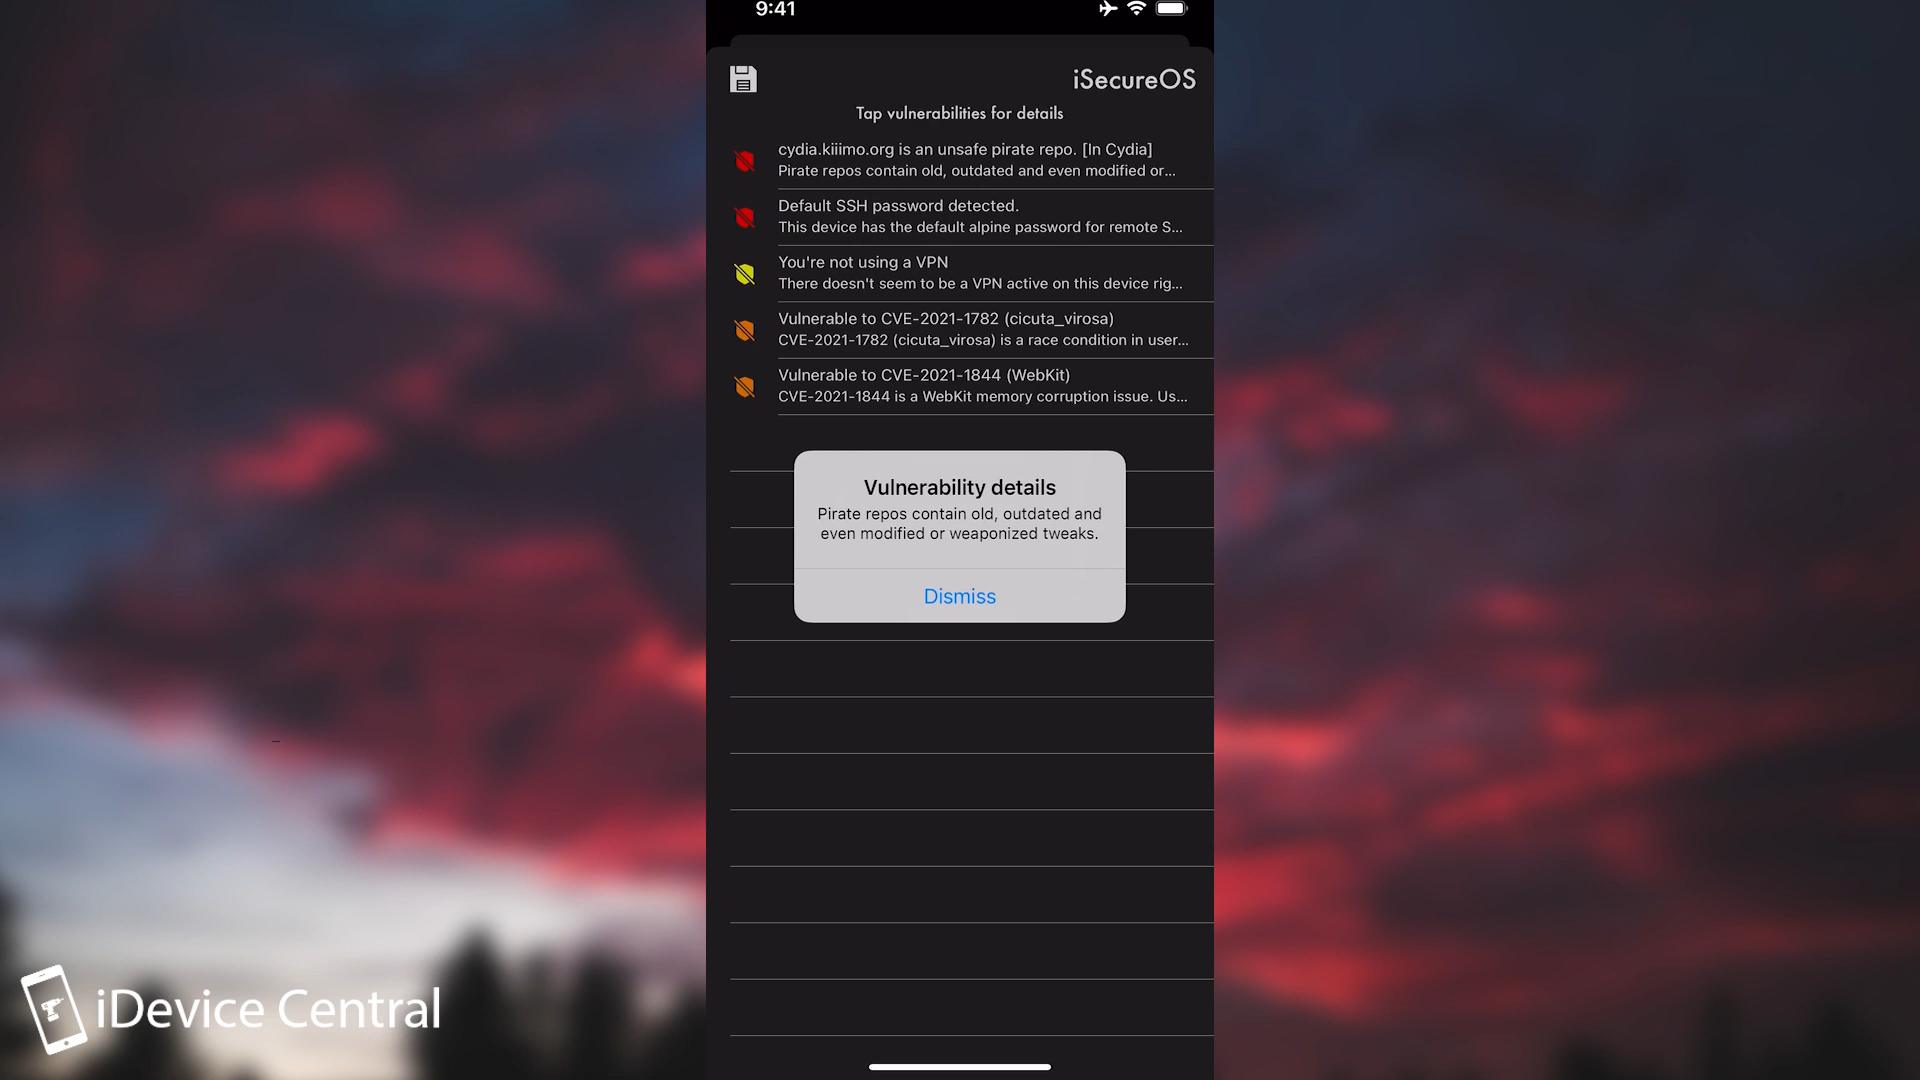 9:41
iSecureOS
Tap vulnerabilities for details
cydia.kiiimo.org is an unsafe pirate repo. [In Cydia]
Pirate repos contain old, outdated and even modified or...
Default SSH password detected.
This device has the default alpine password for remote S...
You're not using a VPN
There doesn't seem to be a VPN active on this device rig...
Vulnerable to CVE-2021-1782 (cicuta_virosa)
CVE-2021-1782 (cicuta_virosa) is a race condition in user...
Vulnerable to CVE-2021-1844 (WebKit)
CVE-2021-1844 is a WebKit memory corruption issue. Us...
Vulnerability details
Pirate repos contain old, outdated and
even modified or weaponized tweaks.
Dismiss
iDevice Central